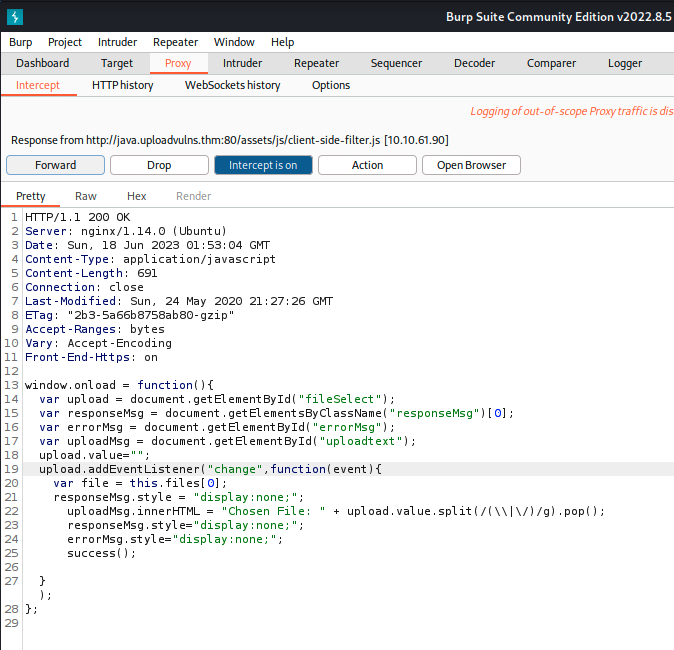 Burp Suite Community Edition v2022.8.5
Burp Project Intruder Repeater Window Help
Dashboard Target Proxy Intruder Repeater Sequencer Decoder Comparer Logger
Intercept HTTP history WebSockets history Options
Logging of out-of-scope Proxy traffic is dis
Response from http://java.uploadvulns.thm:80/assets/js/client-side-filter.js [10.10.61.90]
Forward Drop Intercept is on Action Open Browser
Pretty Raw Hex Render
1 HTTP/1.1 200 OK
2 Server: nginx/1.14.0 (Ubuntu)
3 Date: Sun, 18 Jun 2023 01:53:04 GMT
4 Content-Type: application/javascript
5 Content-Length: 691
6 Connection: close
7 Last-Modified: Sun, 24 May 2020 21:27:26 GMT
8 ETag: "2b3-5a66b8758ab80-gzip"
9 Accept-Ranges: bytes
10 Vary: Accept-Encoding
11 Front-End-Https: on
12
13 window.onload = function(){
14 var upload = document.getElementById("fileSelect");
15 var responseMsg = document.getElementsByClassName("responseMsg")[0];
16 var errorMsg = document.getElementById("errorMsg");
17 var uploadMsg = document.getElementById("uploadtext");
18 upload.value="";
19 upload.addEventListener("change",function(event){
20 var file = this.files[0];
21 responseMsg.style = "display:none;";
22 uploadMsg.innerHTML = "Chosen File: " + upload.value.split(/(\\|\/)/g).pop();
23 responseMsg.style="display:none;";
24 errorMsg.style="display:none;";
25 success();
26
27 }
);
28 };
29